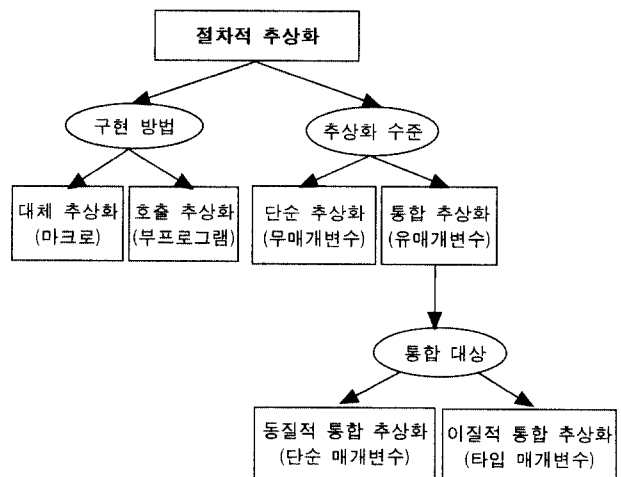 절차적 추상화
구현 방법
추상화 수준
대체 추상화
(마크로)
호출 추상화
(부프로그램)
단순 추상화
(무매개변수)
통합 추상화
(유매개변수)
통합 대상
동질적 통합 추상화
(단순 매개변수)
이질적 통합 추상화
(타입 매개변수)